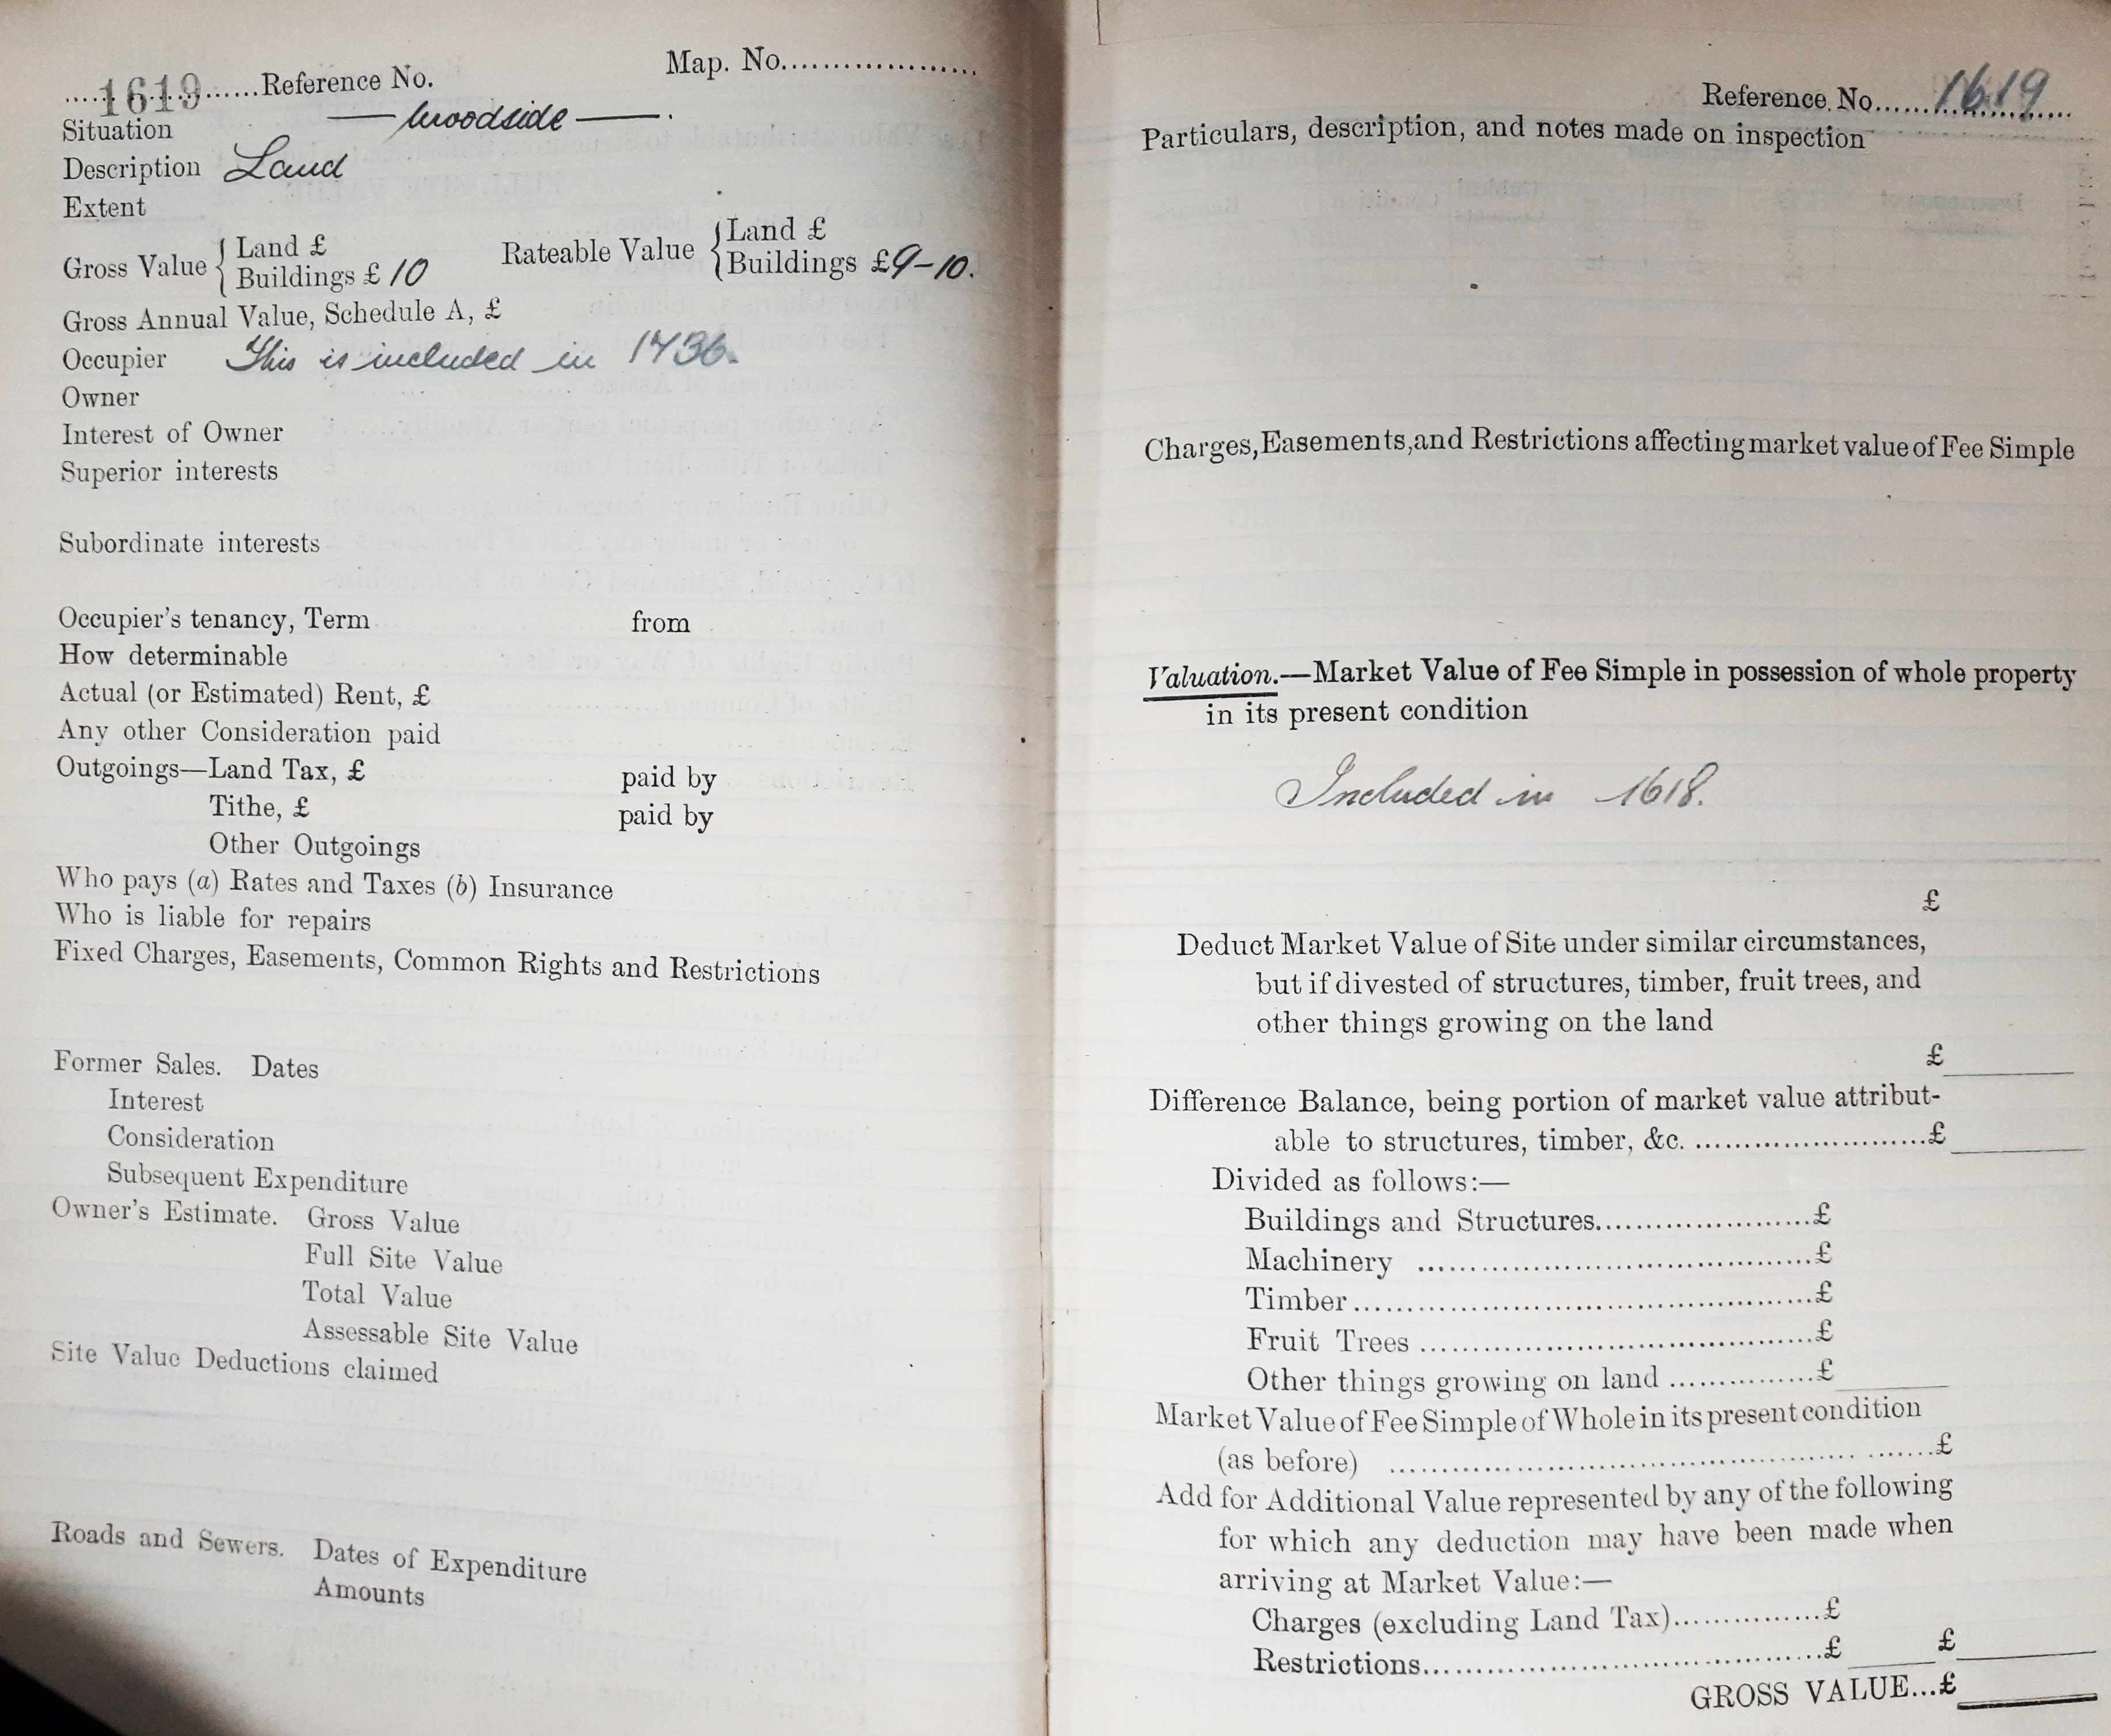 1619 Reference No. Map. No.
Situation — Woodside —
Description Land
Extent
Gross Value { Land £
Buildings £ 10
Rateable Value { Land £
Buildings £9-10.
Gross Annual Value, Schedule A, £
Occupier This is included in 1736.
Owner
Interest of Owner
Superior interests
Subordinate interests
Occupier's tenancy, Term from
How determinable
Actual (or Estimated) Rent, £
Any other Consideration paid
Outgoings—Land Tax, £ paid by
Tithe, £ paid by
Other Outgoings
Who pays (a) Rates and Taxes (b) Insurance
Who is liable for repairs
Fixed Charges, Easements, Common Rights and Restrictions
Former Sales. Dates
Interest
Consideration
Subsequent Expenditure
Owner's Estimate. Gross Value
Full Site Value
Total Value
Assessable Site Value
Site Value Deductions claimed
Roads and Sewers. Dates of Expenditure
Amounts
Reference No. 1619
Particulars, description, and notes made on inspection
Charges, Easements, and Restrictions affecting market value of Fee Simple
Valuation.—Market Value of Fee Simple in possession of whole property
in its present condition
Included in 1618.
£
Deduct Market Value of Site under similar circumstances,
but if divested of structures, timber, fruit trees, and
other things growing on the land
£
Difference Balance, being portion of market value attribut-
able to structures, timber, &c. £
Divided as follows:—
Buildings and Structures £
Machinery £
Timber £
Fruit Trees £
Other things growing on land £
Market Value of Fee Simple of Whole in its present condition
(as before) £
Add for Additional Value represented by any of the following
for which any deduction may have been made when
arriving at Market Value:—
Charges (excluding Land Tax) £
Restrictions £ £
GROSS VALUE...£